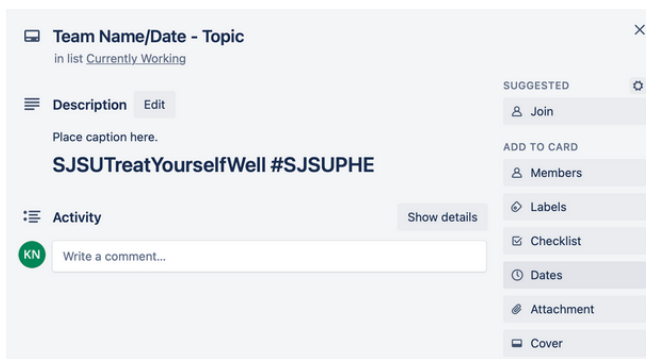 Team Name/Date - Topic
in list Currently Working
Description Edit
Place caption here.
SJSUTreatYourselfWell #SJSUPHE
Activity Show details
KN Write a comment...
SUGGESTED
Join
ADD TO CARD
Members
Labels
Checklist
Dates
Attachment
Cover